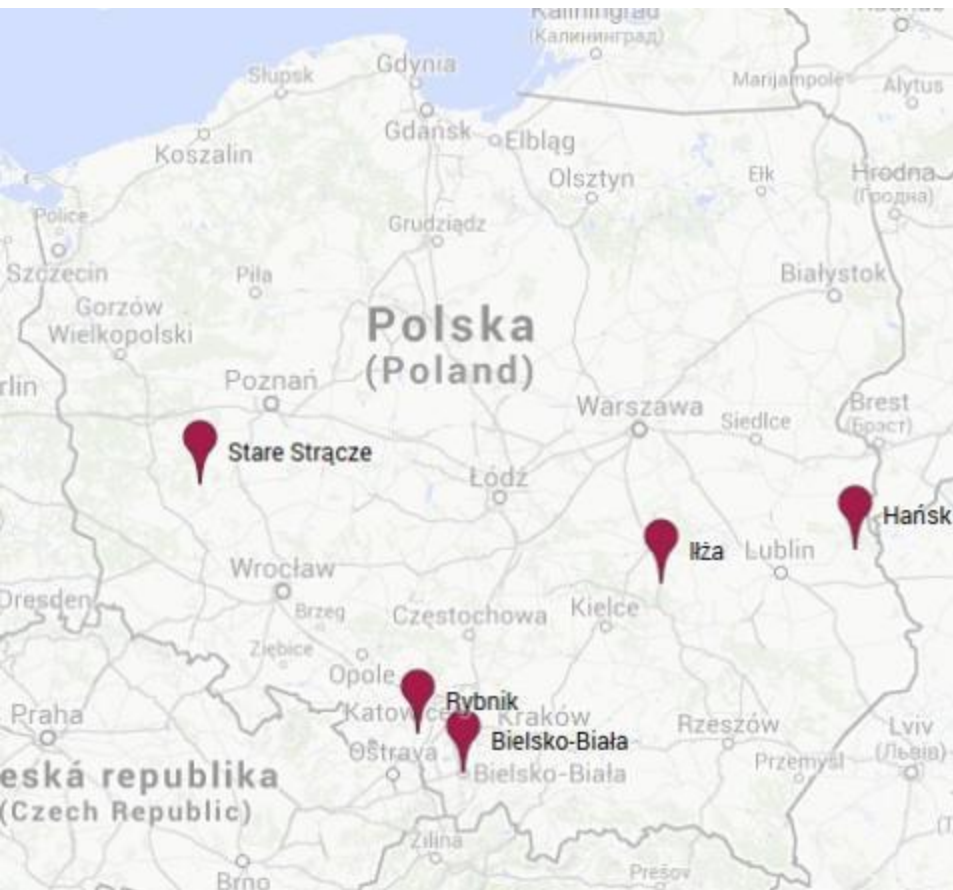 Kaliningrad
(Калининград)
Słupsk
Gdynia
Marijampolė
Alytus
Gdańsk
Elbląg
Koszalin
Olsztyn
Ełk
Hrodna
(Гродна)
Police
Grudziądz
Szczecin
Piła
Białystok
Gorzów
Wielkopolski
Polska
(Poland)
rlin
Poznań
Warszawa
Siedlce
Brest
(Брэст)
Stare Strącze
Łódź
Hańsk
Iłża
Lublin
Wrocław
Dresden
Brzeg
Częstochowa
Kielce
Ziębice
Opole
Rybnik
Katowice
Kraków
Praha
Rzeszów
Lviv
(Львів)
Bielsko-Biała
Ostrava
Przemyśl
Bielsko-Biała
eská republika
(Czech Republic)
Žilina
Prešov
Brno